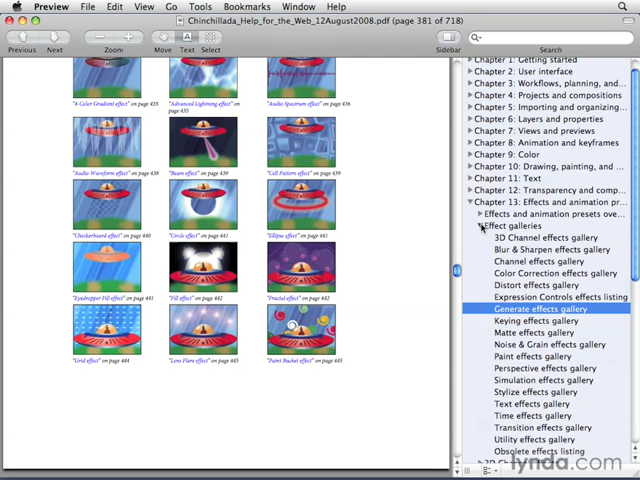 Preview File Edit View Go Tools Bookmarks Window Help
Chinchillada_Help_for_the_Web_12August2008.pdf (page 381 of 718)
Previous Next Zoom Move Text Select Sidebar Search
"4-Color Gradient effect" on page 435
"Advanced Lightning effect" on page 435
"Audio Spectrum effect" on page 436
"Audio Waveform effect" on page 438
"Beam effect" on page 439
"Cell Pattern effect" on page 439
"Checkerboard effect" on page 440
"Circle effect" on page 441
"Ellipse effect" on page 441
"Eyedropper Fill effect" on page 441
"Fill effect" on page 442
"Fractal effect" on page 442
"Grid effect" on page 444
"Lens Flare effect" on page 445
"Paint Bucket effect" on page 445
Chapter 1: Getting started
Chapter 2: User interface
Chapter 3: Workflows, planning, and...
Chapter 4: Projects and compositions
Chapter 5: Importing and organizing...
Chapter 6: Layers and properties
Chapter 7: Views and previews
Chapter 8: Animation and keyframes
Chapter 9: Color
Chapter 10: Drawing, painting, and ...
Chapter 11: Text
Chapter 12: Transparency and comp...
Chapter 13: Effects and animation pr...
Effects and animation presets ove...
Effect galleries
3D Channel effects gallery
Blur & Sharpen effects gallery
Channel effects gallery
Color Correction effects gallery
Distort effects gallery
Expression Controls effects listing
Generate effects gallery
Keying effects gallery
Matte effects gallery
Noise & Grain effects gallery
Paint effects gallery
Perspective effects gallery
Simulation effects gallery
Stylize effects gallery
Text effects gallery
Time effects gallery
Transition effects gallery
Utility effects gallery
Obsolete effects listing
lynda.com